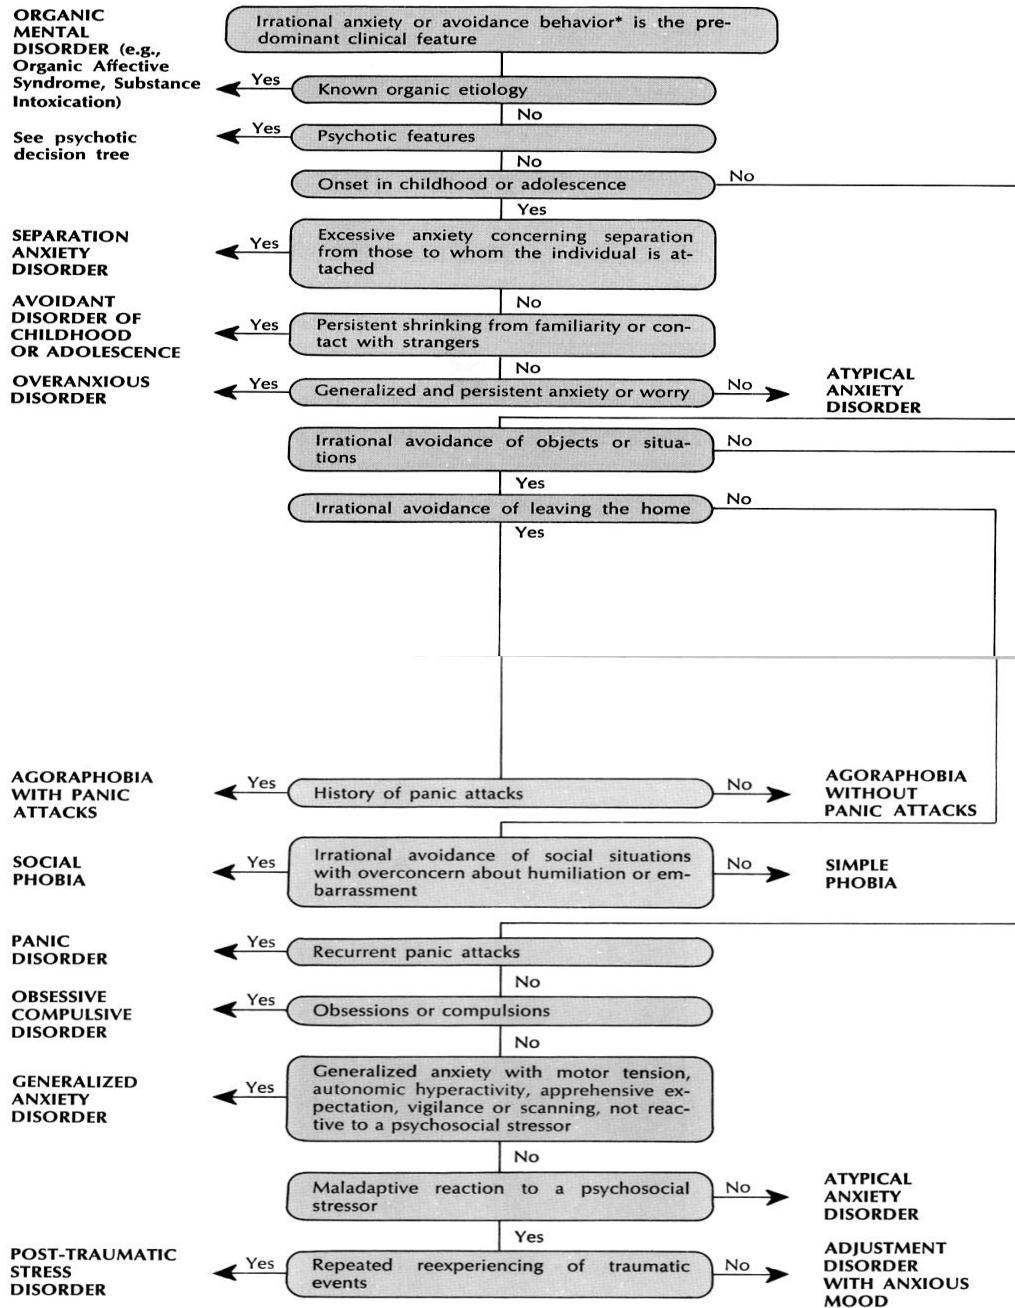 ORGANIC
MENTAL
DISORDER (e.g.,
Organic Affective
Syndrome, Substance
Intoxication)
Irrational anxiety or avoidance behavior* is the pre-
dominant clinical feature
Yes
Known organic etiology
No
See psychotic
decision tree
Yes
Psychotic features
No
Onset in childhood or adolescence
No
Yes
SEPARATION
ANXIETY
DISORDER
Yes
Excessive anxiety concerning separation
from those to whom the individual is at-
tached
No
AVOIDANT
DISORDER OF
CHILDHOOD
OR ADOLESCENCE
Yes
Persistent shrinking from familiarity or con-
tact with strangers
No
OVERANXIOUS
DISORDER
Yes
Generalized and persistent anxiety or worry
No
ATYPICAL
ANXIETY
DISORDER
Irrational avoidance of objects or situa-
tions
No
Yes
Irrational avoidance of leaving the home
No
Yes
AGORAPHOBIA
WITH PANIC
ATTACKS
Yes
History of panic attacks
No
AGORAPHOBIA
WITHOUT
PANIC ATTACKS
SOCIAL
PHOBIA
Yes
Irrational avoidance of social situations
with overconcern about humiliation or em-
barrassment
No
SIMPLE
PHOBIA
PANIC
DISORDER
Yes
Recurrent panic attacks
No
OBSESSIVE
COMPULSIVE
DISORDER
Yes
Obsessions or compulsions
No
GENERALIZED
ANXIETY
DISORDER
Yes
Generalized anxiety with motor tension,
autonomic hyperactivity, apprehensive ex-
pectation, vigilance or scanning, not reac-
tive to a psychosocial stressor
No
Maladaptive reaction to a psychosocial
stressor
No
ATYPICAL
ANXIETY
DISORDER
Yes
POST-TRAUMATIC
STRESS
DISORDER
Yes
Repeated reexperiencing of traumatic
events
No
ADJUSTMENT
DISORDER
WITH ANXIOUS
MOOD